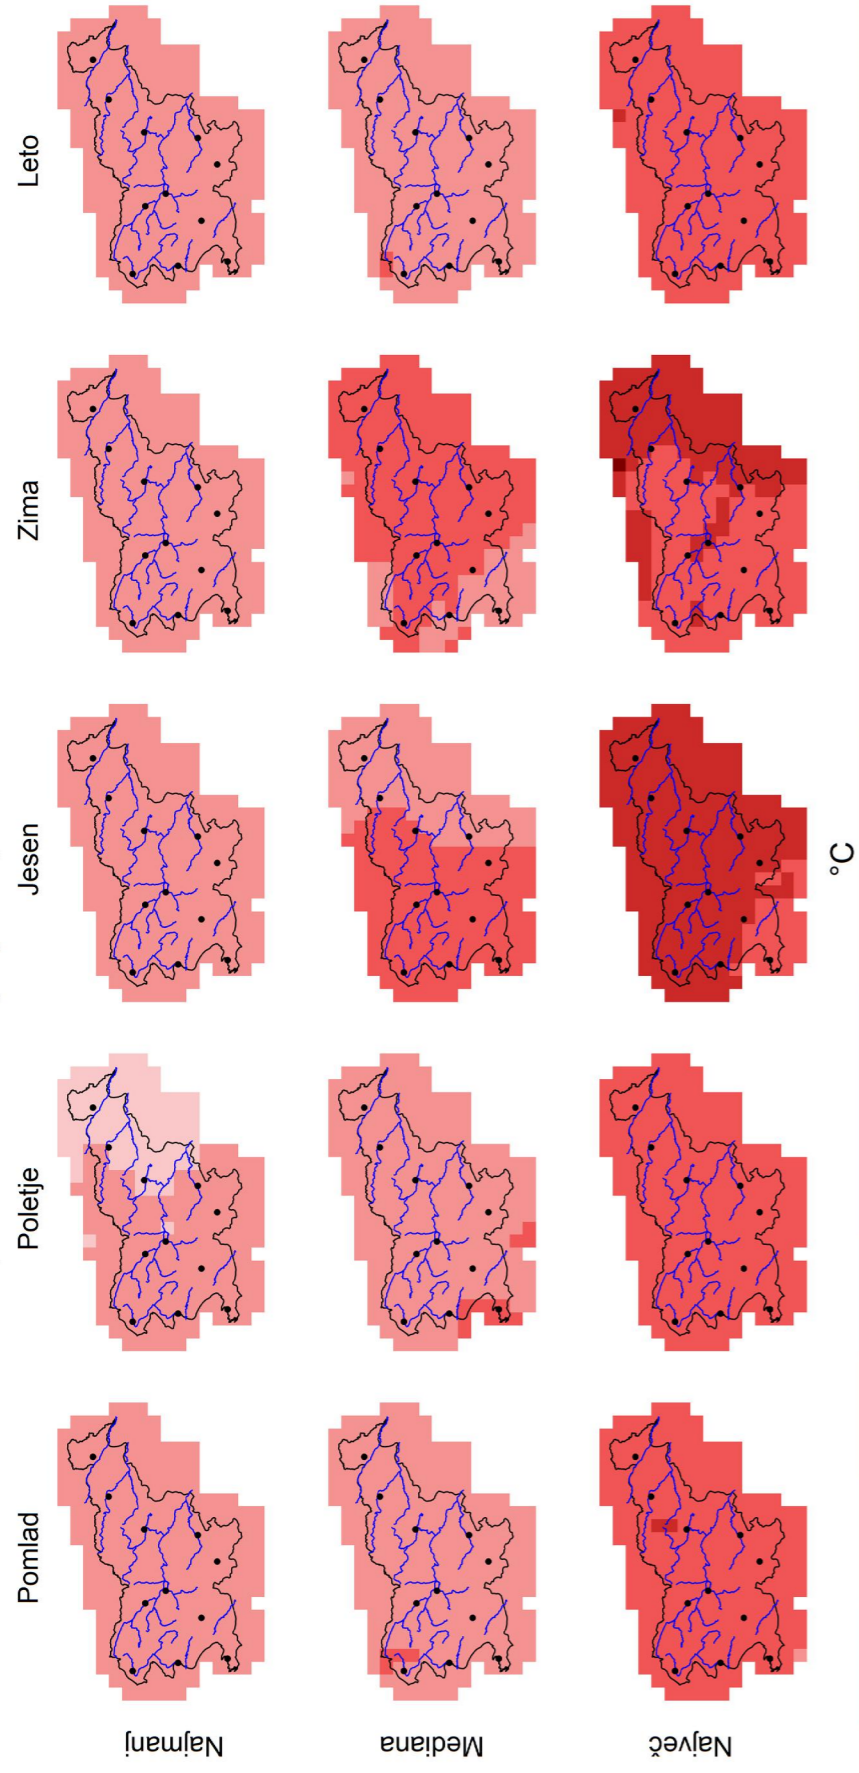 Pomlad
Poletje
Jesen
Zima
Leto
Najmanj
Mediana
Največ
°C